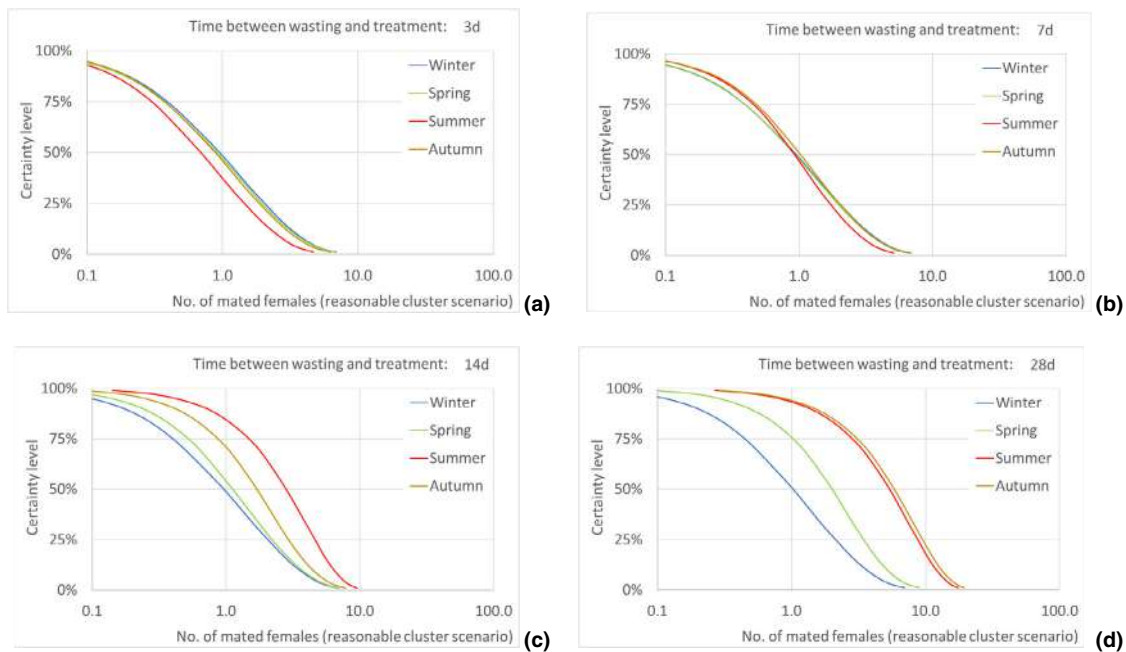 Time between wasting and treatment: 3d
100%
75%
50%
25%
0%
Certainty level
Winter
Spring
Summer
Autumn
0.1 1.0 10.0 100.0
No. of mated females (reasonable cluster scenario)
(a)
Time between wasting and treatment: 7d
100%
75%
50%
25%
0%
Certainty level
Winter
Spring
Summer
Autumn
0.1 1.0 10.0 100.0
No. of mated females (reasonable cluster scenario)
(b)
Time between wasting and treatment: 14d
100%
75%
50%
25%
0%
Certainty level
Winter
Spring
Summer
Autumn
0.1 1.0 10.0 100.0
No. of mated females (reasonable cluster scenario)
(c)
Time between wasting and treatment: 28d
100%
75%
50%
25%
0%
Certainty level
Winter
Spring
Summer
Autumn
0.1 1.0 10.0 100.0
No. of mated females (reasonable cluster scenario)
(d)